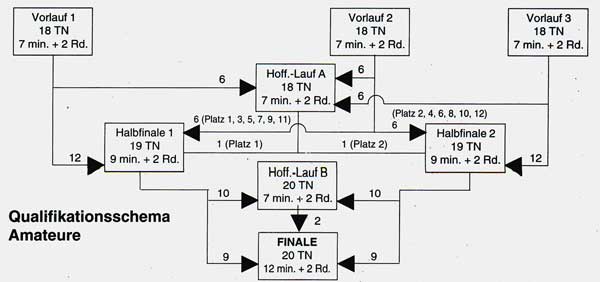 Vorlauf 1
18 TN
7 min. + 2 Rd.
Vorlauf 2
18 TN
7 min. + 2 Rd.
Vorlauf 3
18 TN
7 min. + 2 Rd.
6
Hoff.-Lauf A
18 TN
7 min. + 2 Rd.
6
6
6 (Platz 1, 3, 5, 7, 9, 11)
(Platz 2, 4, 6, 8, 10, 12)
6
12
Halbfinale 1
19 TN
9 min. + 2 Rd.
1 (Platz 1)
1 (Platz 2)
Halbfinale 2
19 TN
9 min. + 2 Rd.
12
10
Hoff.-Lauf B
20 TN
7 min. + 2 Rd.
10
2
Qualifikationsschema
Amateure
9
FINALE
20 TN
12 min. + 2 Rd.
9